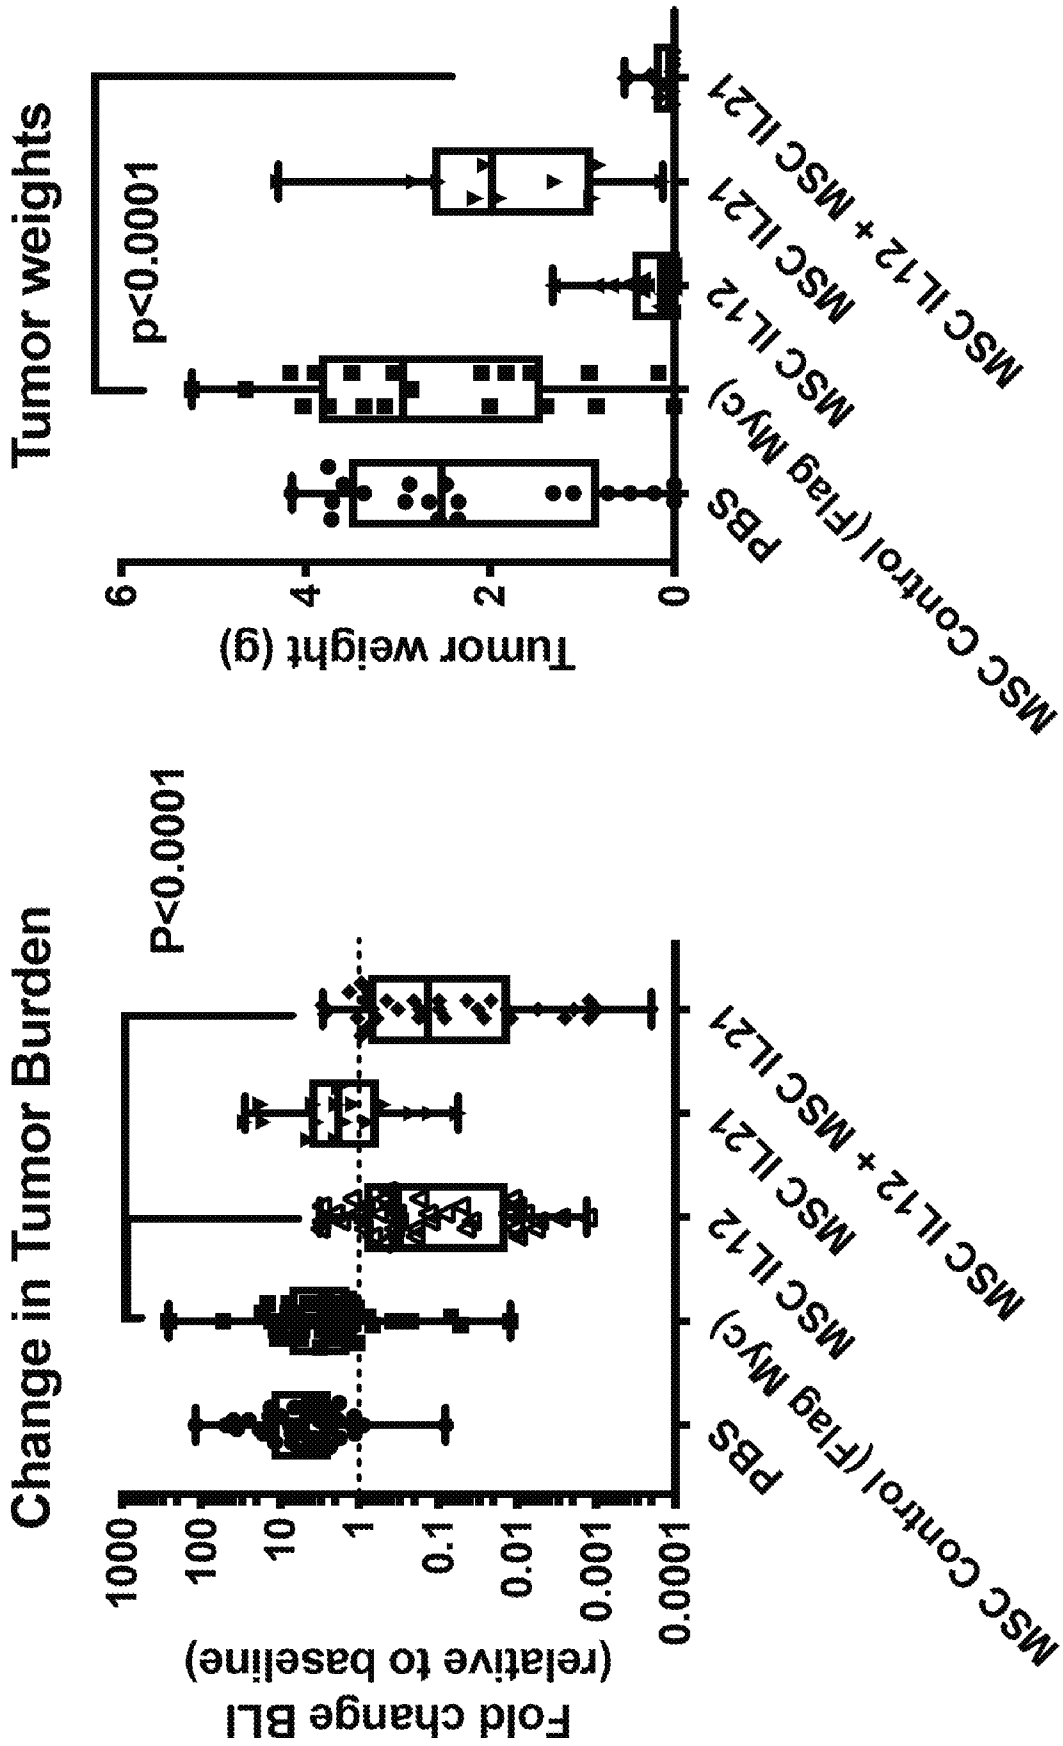 Change in Tumor Burden
P<0.0001
Fold change BLI
(relative to baseline)
1000
100
10
1
0.1
0.01
0.001
0.0001
PBS
MSC Control (Flag Myc)
MSC IL12
MSC IL21
MSC IL12 + MSC IL21
Tumor weights
p<0.0001
Tumor weight (g)
6
4
2
0
PBS
MSC Control (Flag Myc)
MSC IL12
MSC IL21
MSC IL12 + MSC IL21